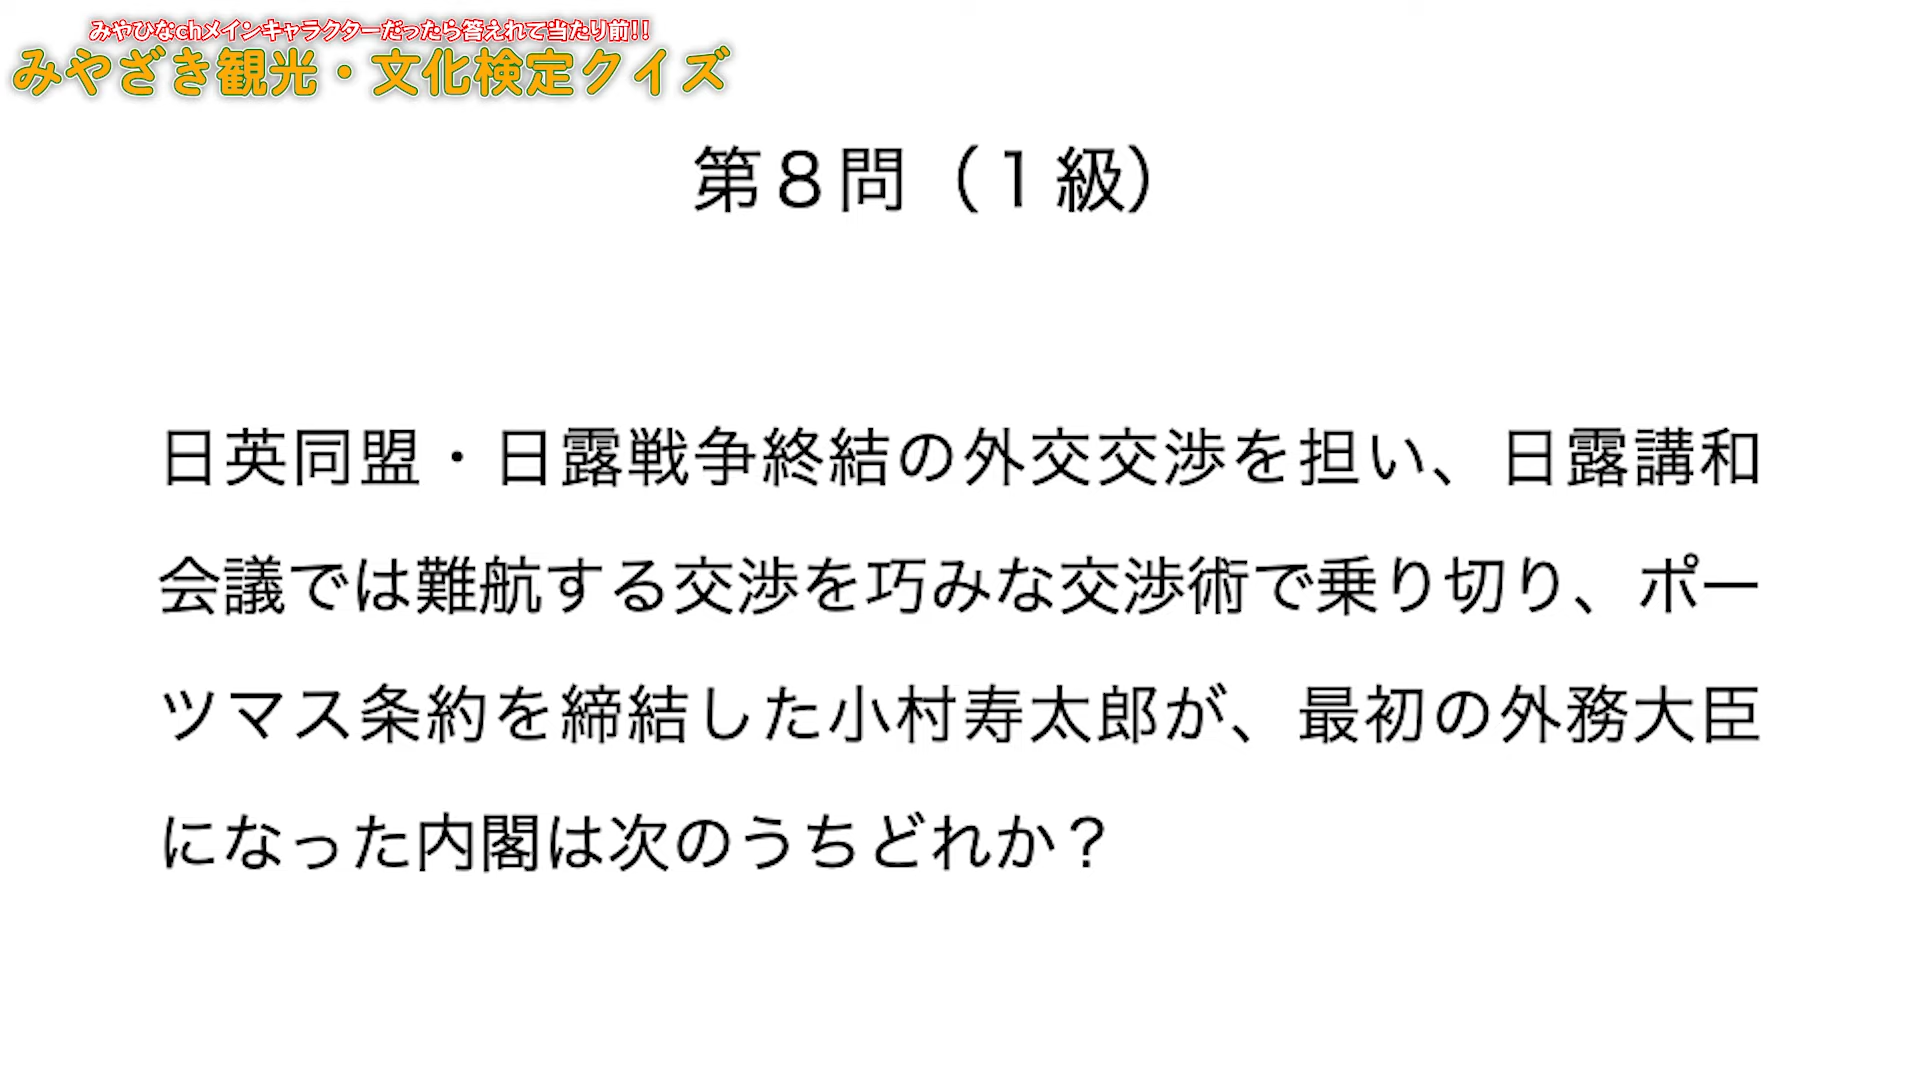 みやひなchメインキャラクターだったら答えれて当たり前!!
みやざき観光・文化検定クイズ
第８問（１級）
日英同盟・日露戦争終結の外交交渉を担い、日露講和
会議では難航する交渉を巧みな交渉術で乗り切り、ポー
ツマス条約を締結した小村寿太郎が、最初の外務大臣
になった内閣は次のうちどれか？